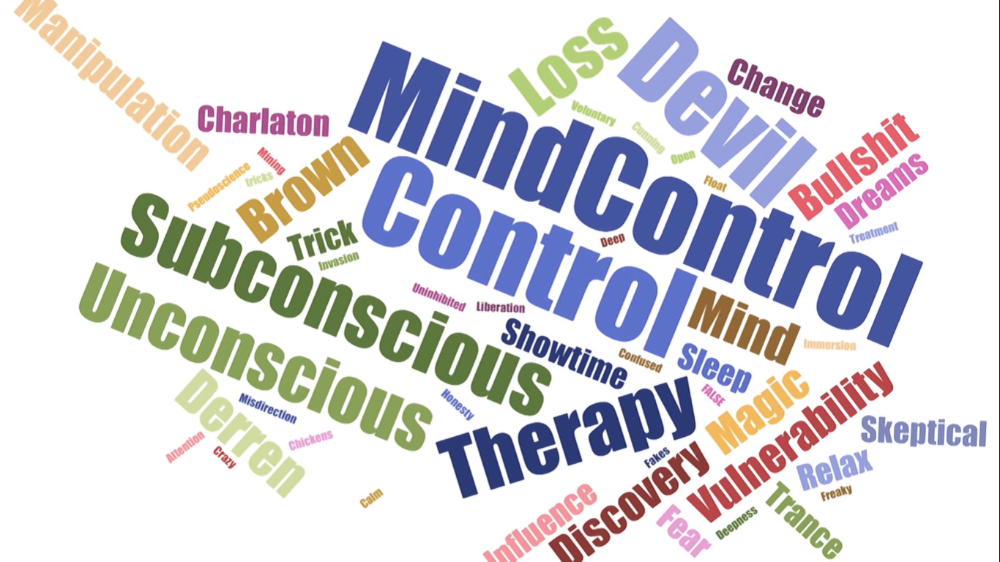 Manipulation
Loss
Devil
Change
MindControl
Charlaton
Voluntary
Cunning
Open
Bullshit
Mining
Brown
Float
Dreams
Pseudoscience
tricks
Control
Treatment
Subconscious
Trick
Deep
Invasion
Unconscious
Uninhibited
Liberation
Mind
Immersion
Showtime
Confused
Sleep
Derren
Misdirection
Honesty
Therapy
FALSE
Magic
Vulnerability
Skeptical
Attention
Crazy
Chickens
Fakes
Relax
Calm
Discovery
Freaky
Influence
Fear
Deepness
Trance